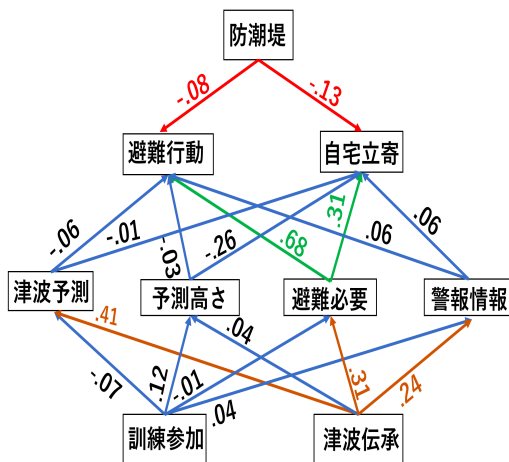 防潮堤
-.08
-.13
避難行動
自宅立寄
-.06
-.01
-.03
-.26
.68
.31
.06
.06
津波予測
予測高さ
避難必要
警報情報
.41
.04
-.07
.12
-.01
.04
.31
.24
訓練参加
津波伝承